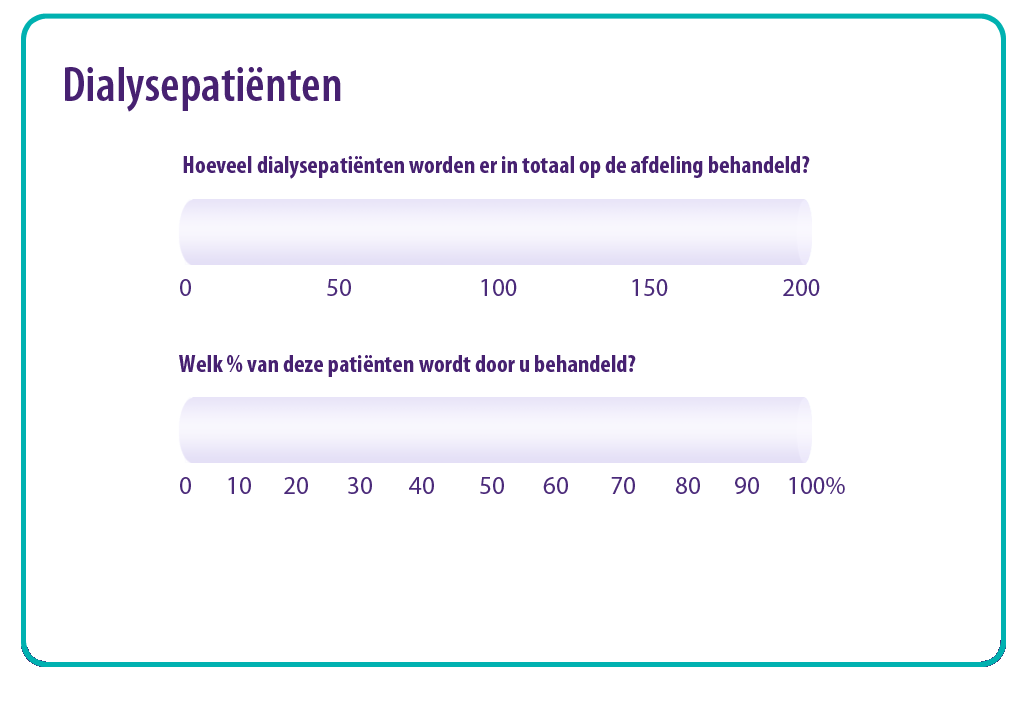 Dialysepatiënten
Hoeveel dialysepatiënten worden er in totaal op de afdeling behandeld?
0 50 100 150 200
Welk % van deze patiënten wordt door u behandeld?
0 10 20 30 40 50 60 70 80 90 100%